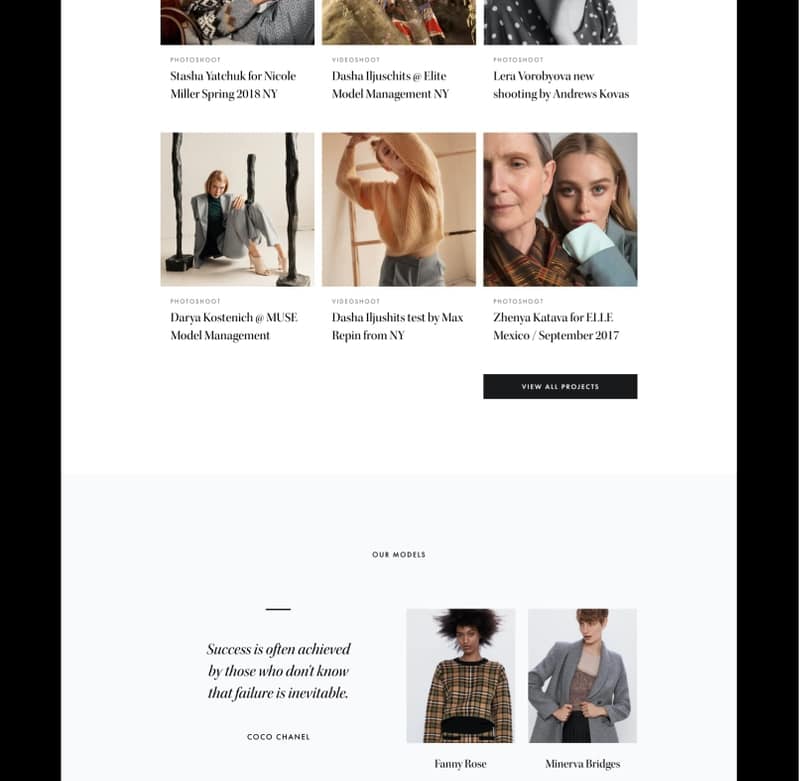 PHOTOSHOOT
Stasha Yatchuk for Nicole
Miller Spring 2018 NY
VIDEOSHOOT
Dasha Iljuschits @ Elite
Model Management NY
PHOTOSHOOT
Lera Vorobyova new
shooting by Andrews Kovas
PHOTOSHOOT
Darya Kostenich @ MUSE
Model Management
VIDEOSHOOT
Dasha Iljushits test by Max
Repin from NY
PHOTOSHOOT
Zhenya Katava for ELLE
Mexico / September 2017
VIEW ALL PROJECTS
OUR MODELS
Success is often achieved
by those who don't know
that failure is inevitable.
COCO CHANEL
Fanny Rose
Minerva Bridges